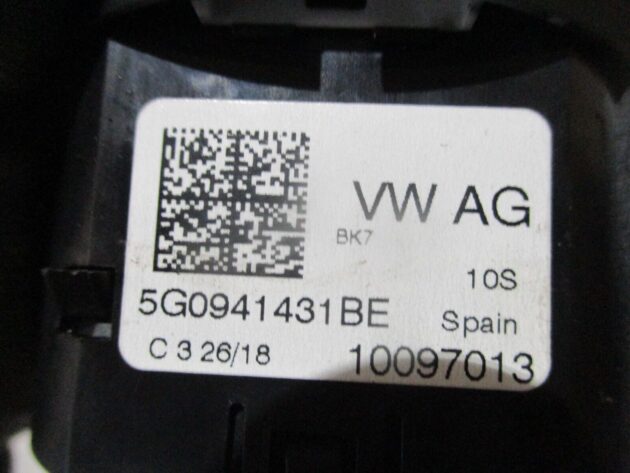 VW AG
BK7
10S
5G0941431BE
Spain
C 3 26/18
10097013